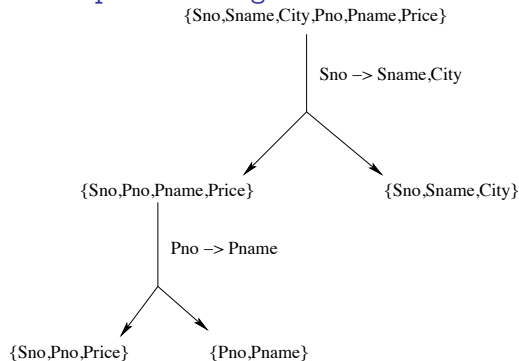 {Sno,Sname,City,Pno,Pname,Price}
Sno −> Sname,City
{Sno,Pno,Pname,Price}
{Sno,Sname,City}
Pno −> Pname
{Sno,Pno,Price}
{Pno,Pname}